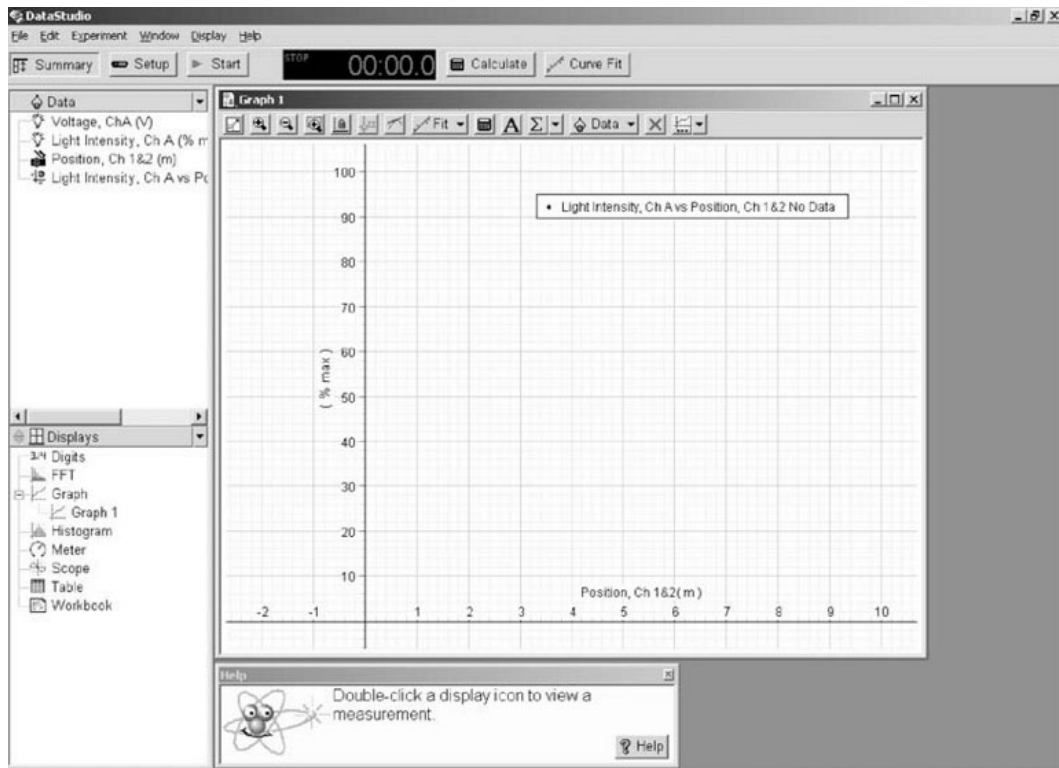 DataStudio
File Edit Experiment Window Display Help
Summary Setup Start STOP 00:00.0 Calculate Curve Fit
Data
Voltage, ChA (V)
Light Intensity, Ch A (% m
Position, Ch 1&2 (m)
Light Intensity, Ch A vs Po
Displays
3.14 Digits
FFT
Graph
Graph 1
Histogram
Meter
Scope
Table
Workbook
Graph 1
Fit A Σ Data
Light Intensity, Ch A vs Position, Ch 1&2 No Data
100
90
80
70
60
50
40
30
20
10
( % max )
Position, Ch 1&2( m )
-2 -1 1 2 3 4 5 6 7 8 9 10
Help
Double-click a display icon to view a
measurement.
Help